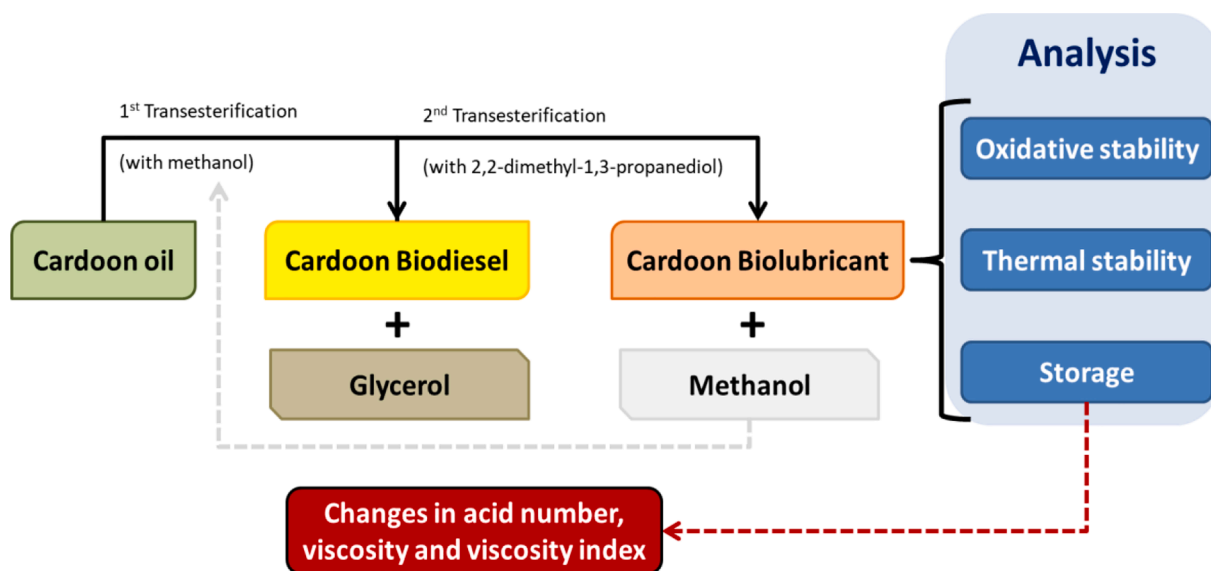 Analysis
1st Transesterification
(with methanol)
2nd Transesterification
(with 2,2-dimethyl-1,3-propanediol)
Oxidative stability
Cardoon oil
Cardoon Biodiesel
Cardoon Biolubricant
Thermal stability
+
+
Glycerol
Methanol
Storage
Changes in acid number,
viscosity and viscosity index